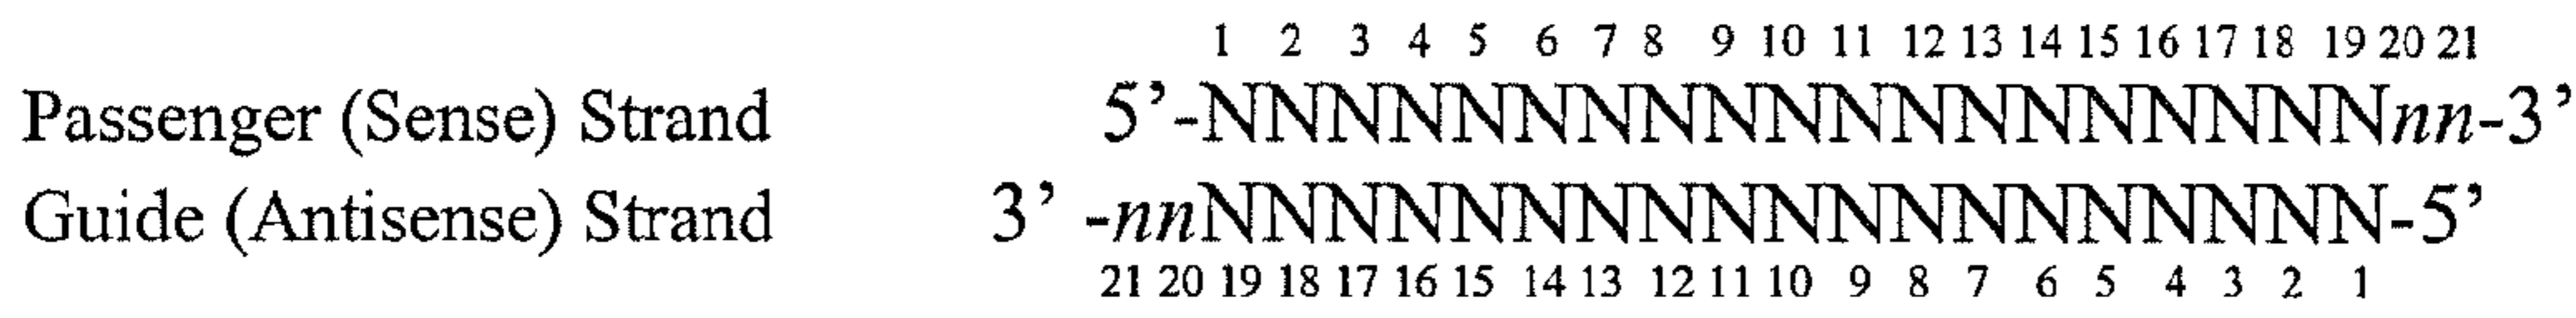 1 2 3 4 5 6 7 8 9 10 11 12 13 14 15 16 17 18 19 20 21
Passenger (Sense) Strand 5’-NNNNNNNNNNNNNNNNNNNnn-3’
Guide (Antisense) Strand 3’ -nnNNNNNNNNNNNNNNNNNNN-5’
21 20 19 18 17 16 15 14 13 12 11 10 9 8 7 6 5 4 3 2 1